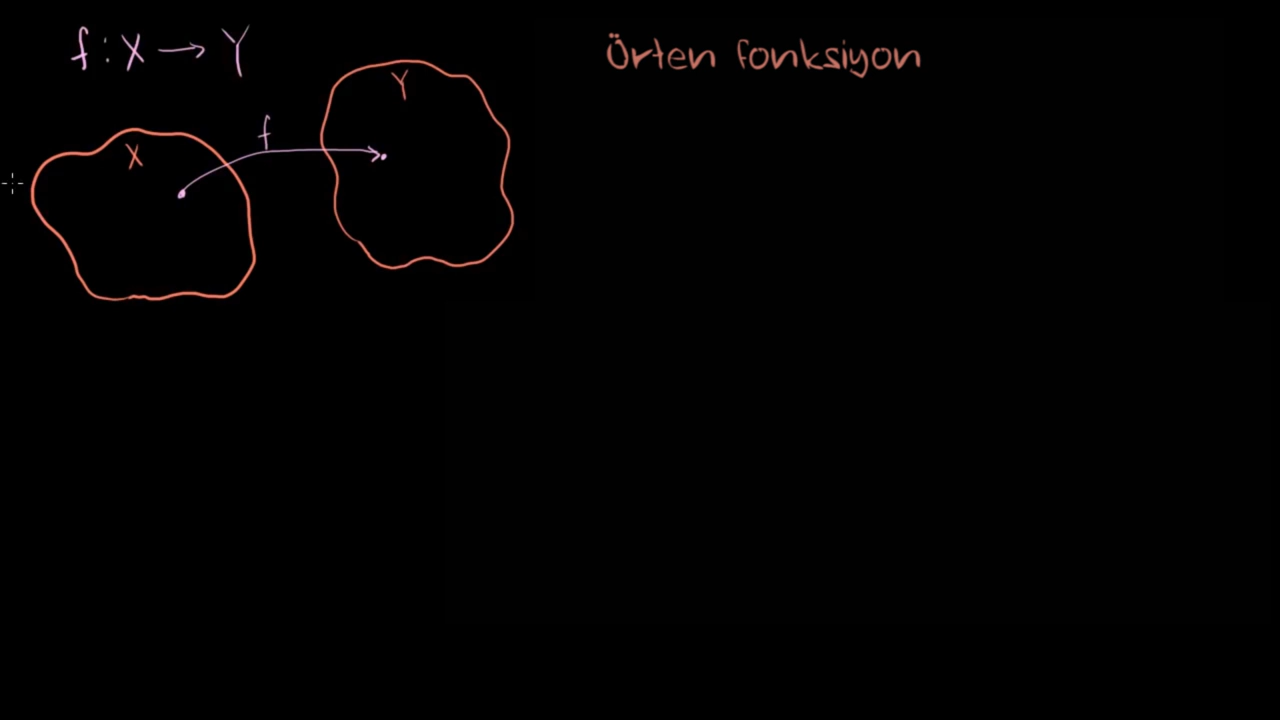 f : X → Y
Örten fonksiyon
Y
f
X